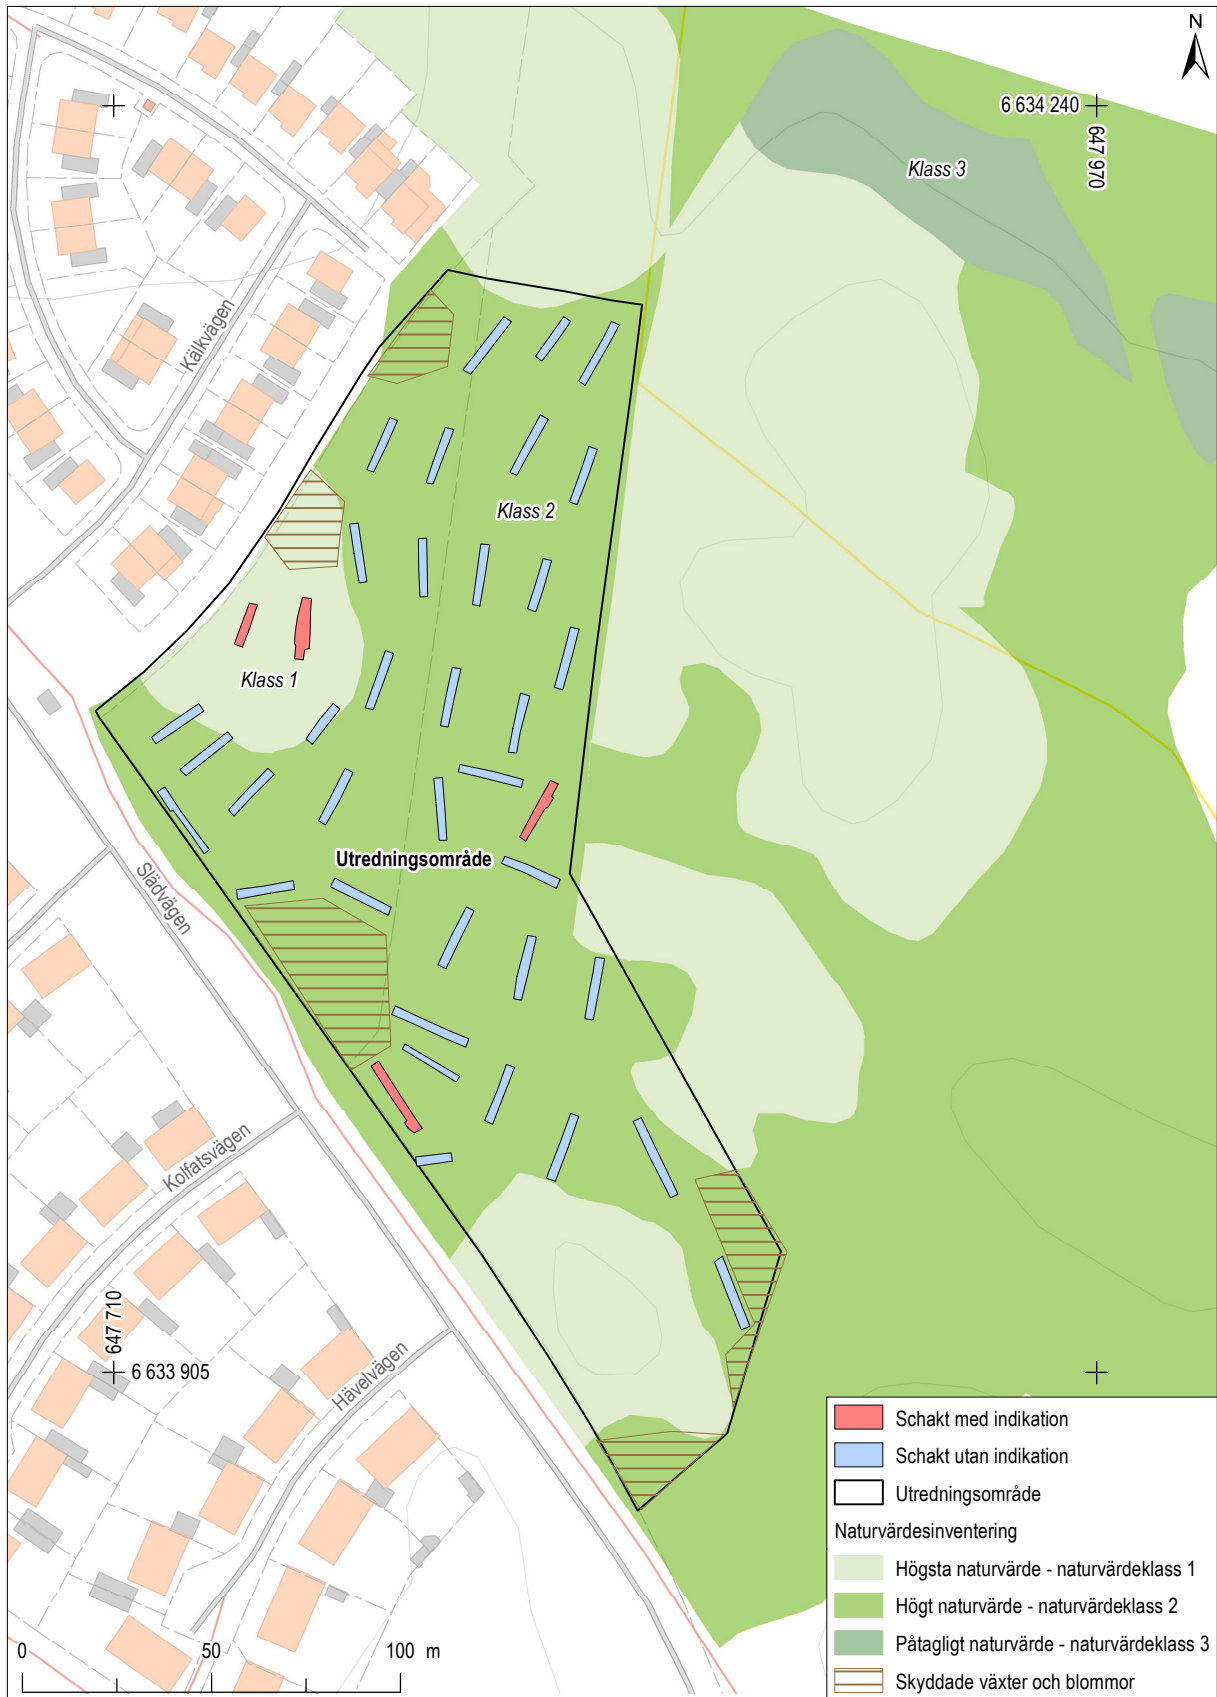 N
6 634 240
647 970
Klass 3
Kälkvägen
Klass 2
Klass 1
Utredningsområde
Slädvägen
Kolfatsvägen
647 710
6 633 905
Hävelvägen
Schakt med indikation
Schakt utan indikation
Utredningsområde
Naturvärdesinventering
Högsta naturvärde - naturvärdeklass 1
Högt naturvärde - naturvärdeklass 2
Påtagligt naturvärde - naturvärdeklass 3
Skyddade växter och blommor
0 50 100 m